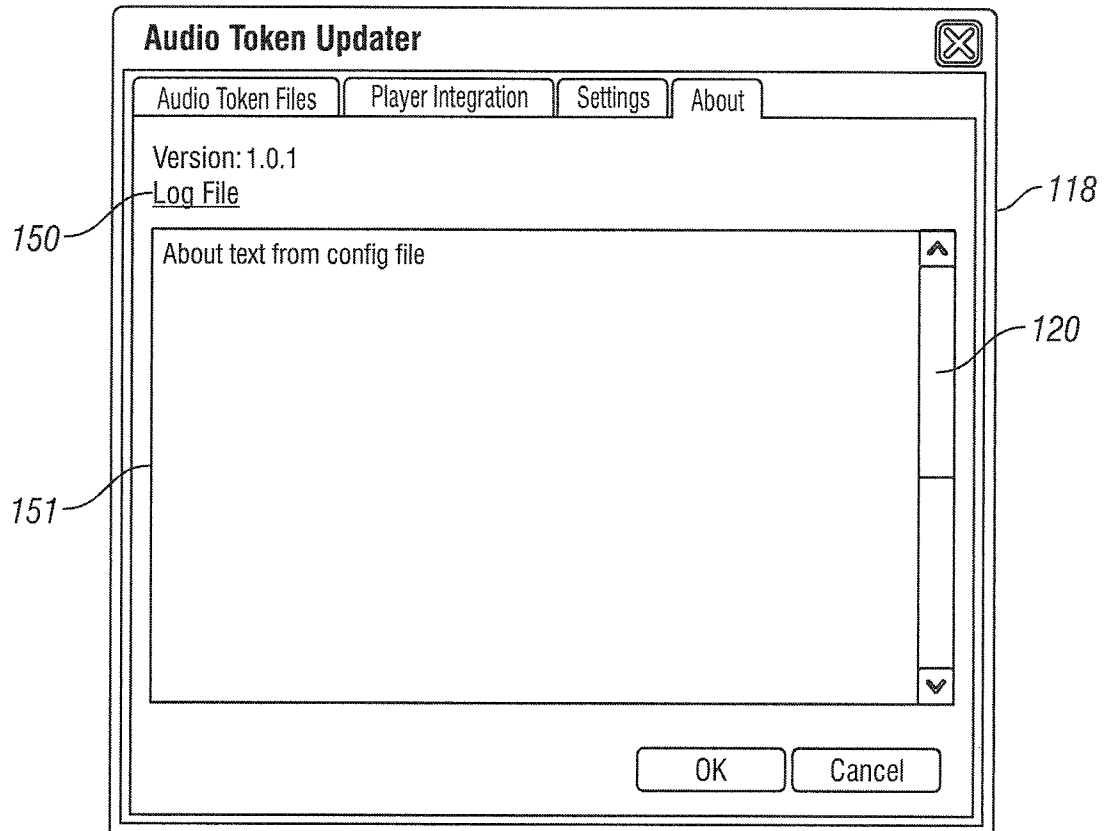 Audio Token Updater
Audio Token Files Player Integration Settings About
Version: 1.0.1
Log File
118
150
About text from config file
120
151
OK Cancel